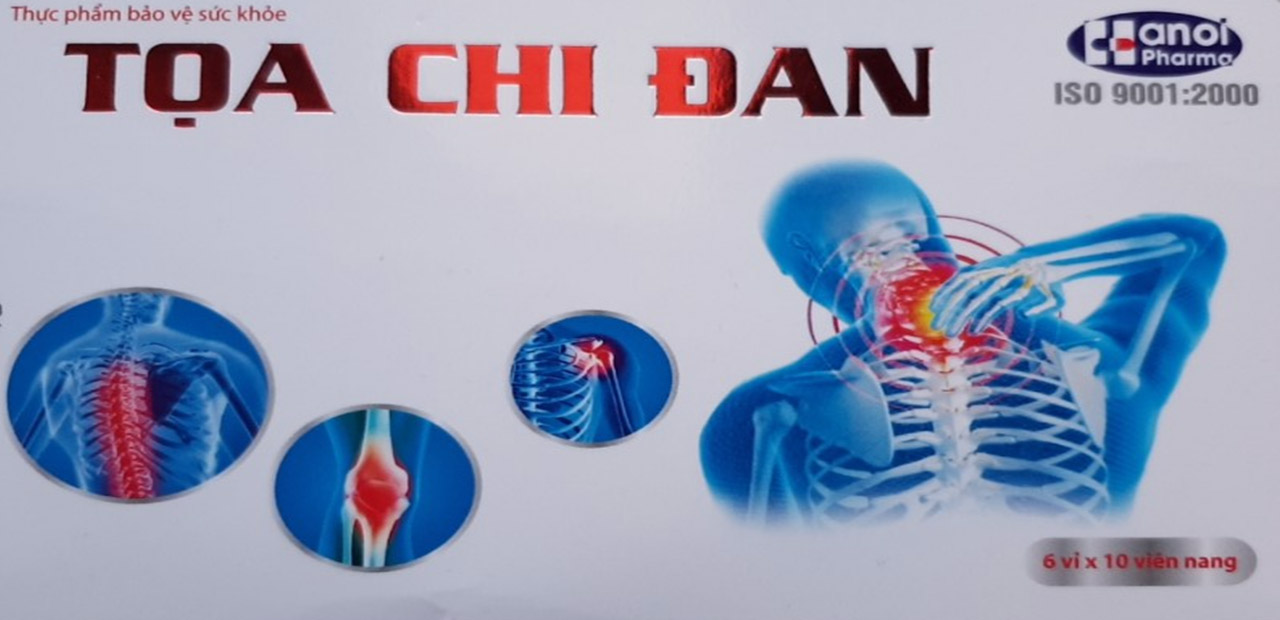 Thực phẩm bảo vệ sức khỏe
TỌA CHI ĐAN
Hanoi
Pharma
ISO 9001:2000
6 vỉ x 10 viên nang